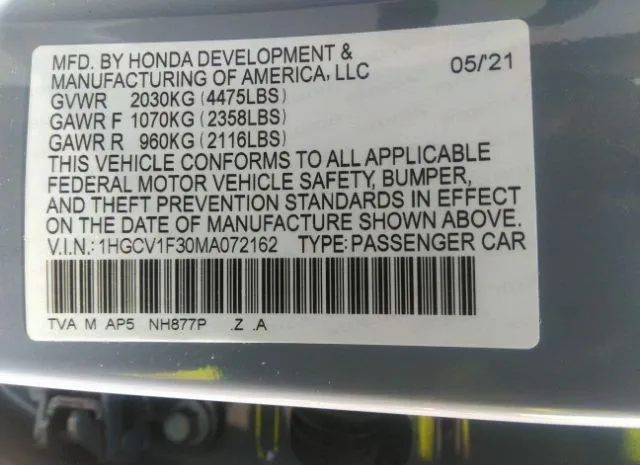 MFD. BY HONDA DEVELOPMENT &
MANUFACTURING OF AMERICA, LLC 05/'21
GVWR 2030KG (4475LBS)
GAWR F 1070KG (2358LBS)
GAWR R 960KG (2116LBS)
THIS VEHICLE CONFORMS TO ALL APPLICABLE
FEDERAL MOTOR VEHICLE SAFETY, BUMPER,
AND THEFT PREVENTION STANDARDS IN EFFECT
ON THE DATE OF MANUFACTURE SHOWN ABOVE.
V.I.N.: 1HGCV1F30MA072162 TYPE: PASSENGER CAR
TVA M AP5 NH877P .Z .A